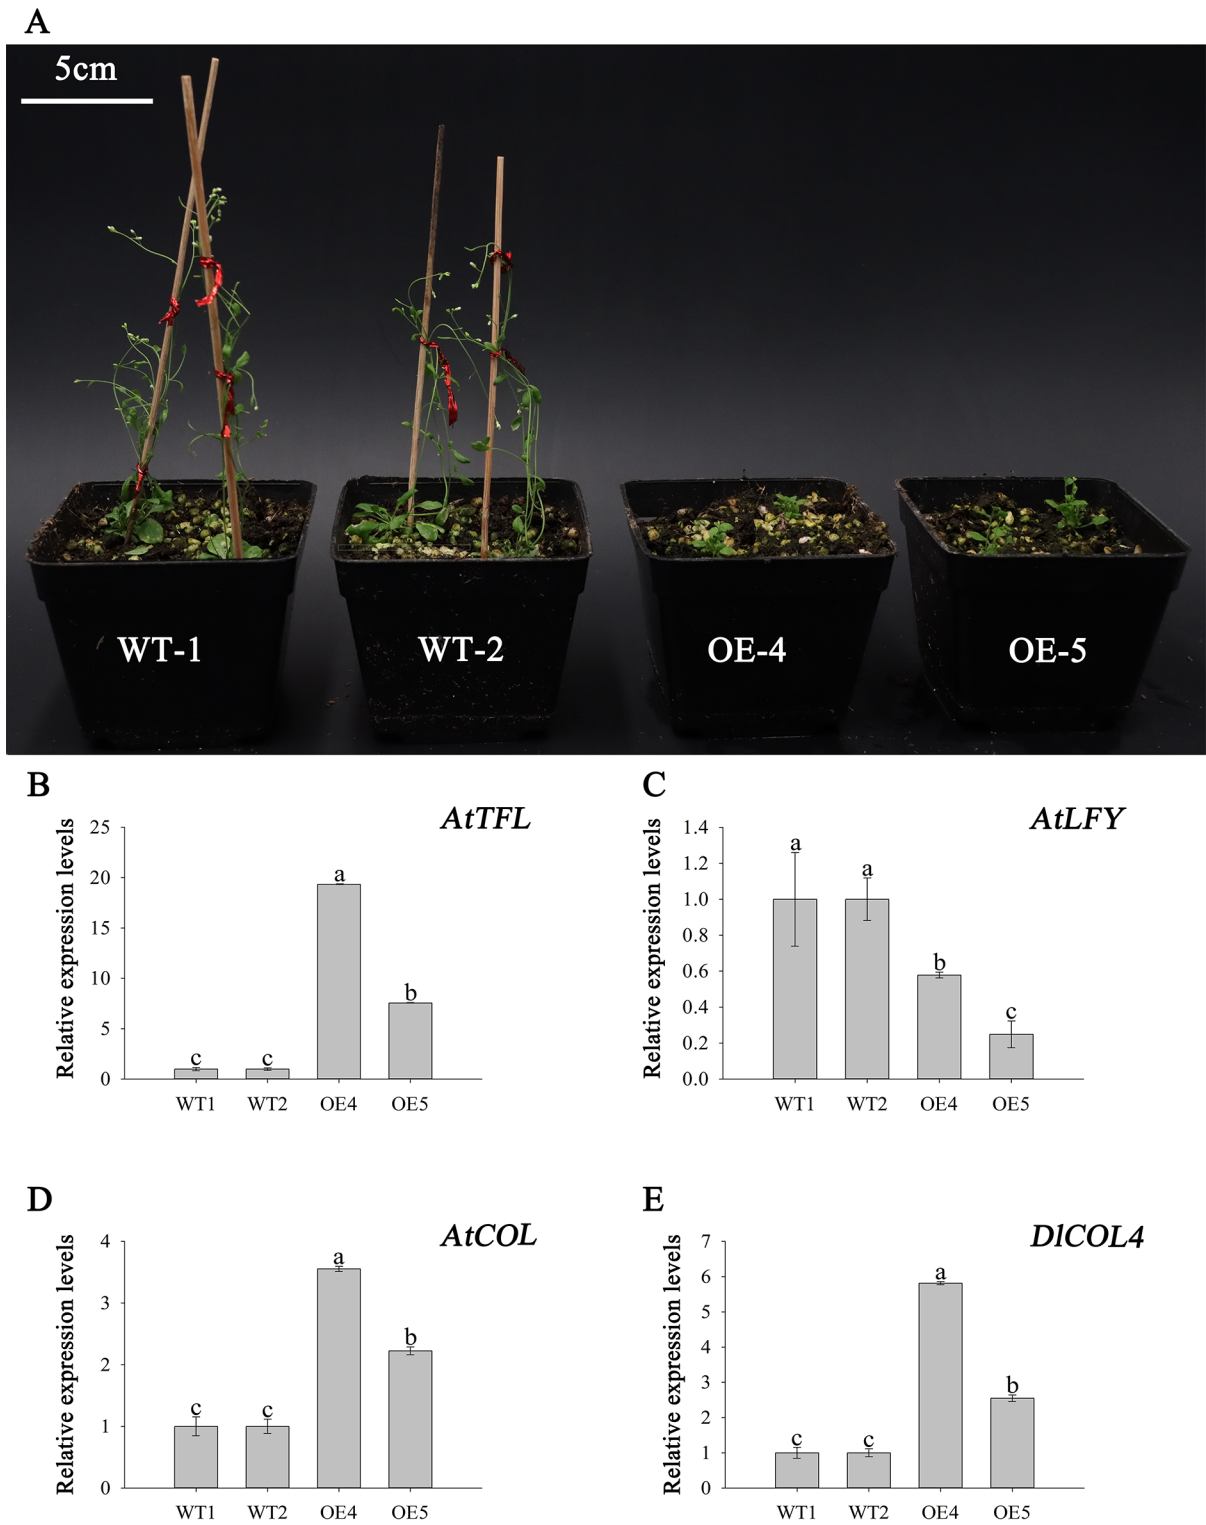 A
5cm
WT-1 WT-2 OE-4 OE-5
B
AtTFL
Relative expression levels
25
20
15
10
5
0
c c a b
WT1 WT2 OE4 OE5
C
AtLFY
Relative expression levels
1.4
1.2
1.0
0.8
0.6
0.4
0.2
0.0
a a b c
WT1 WT2 OE4 OE5
D
AtCOL
Relative expression levels
4
3
2
1
0
c c a b
WT1 WT2 OE4 OE5
E
DlCOL4
Relative expression levels
7
6
5
4
3
2
1
0
c c a b
WT1 WT2 OE4 OE5